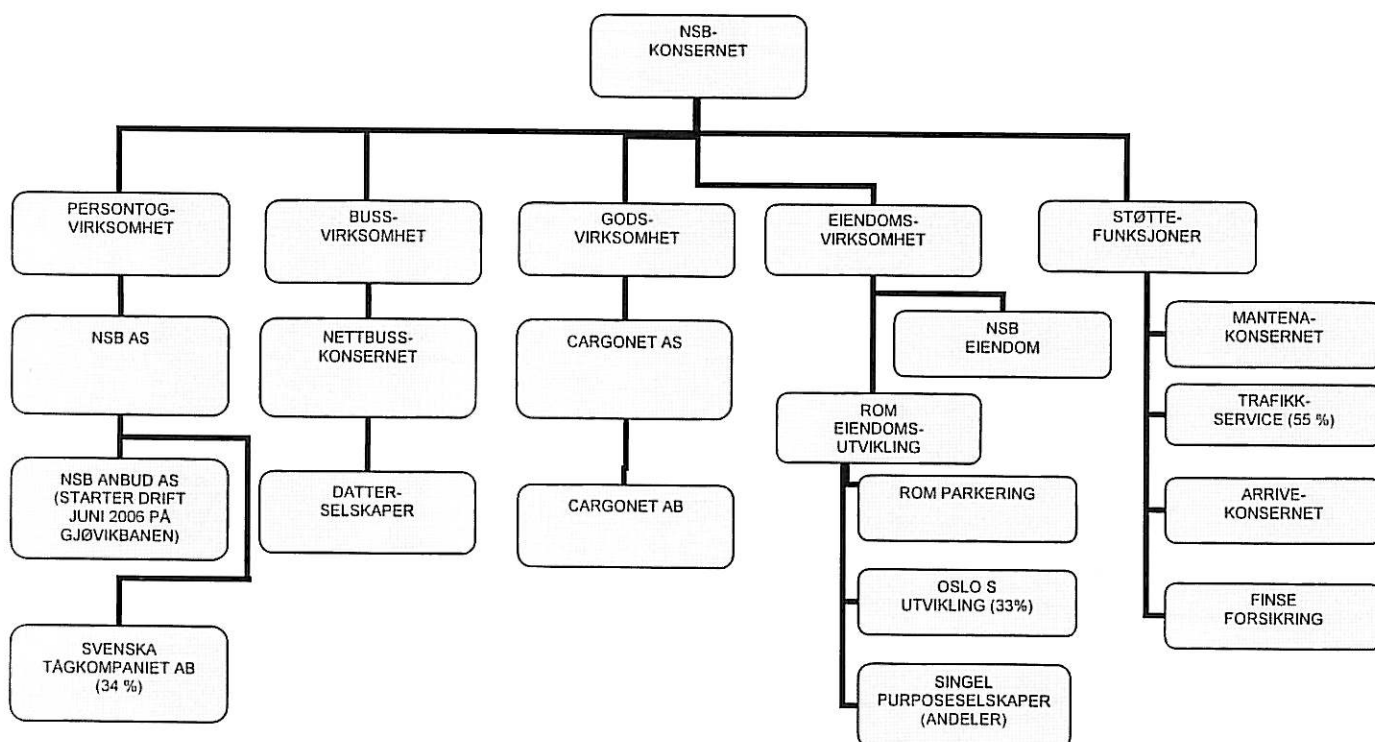 NSB-
KONSERNET
PERSONTOG-
VIRKSOMHET
BUSS-
VIRKSOMHET
GODS-
VIRKSOMHET
EIENDOMS-
VIRKSOMHET
STØTTE-
FUNKSJONER
NSB AS
NETTBUSS-
KONSERNET
CARGONET AS
NSB
EIENDOM
MANTENA-
KONSERNET
ROM
EIENDOMS-
UTVIKLING
TRAFIKK-
SERVICE (55 %)
NSB ANBUD AS
(STARTER DRIFT
JUNI 2006 PÅ
GJØVIKBANEN)
DATTER-
SELSKAPER
CARGONET AB
ROM PARKERING
ARRIVE-
KONSERNET
OSLO S
UTVIKLING (33%)
FINSE
FORSIKRING
SVENSKA
TÅGKOMPANIET AB
(34 %)
SINGEL
PURPOSESELSKAPER
(ANDELER)